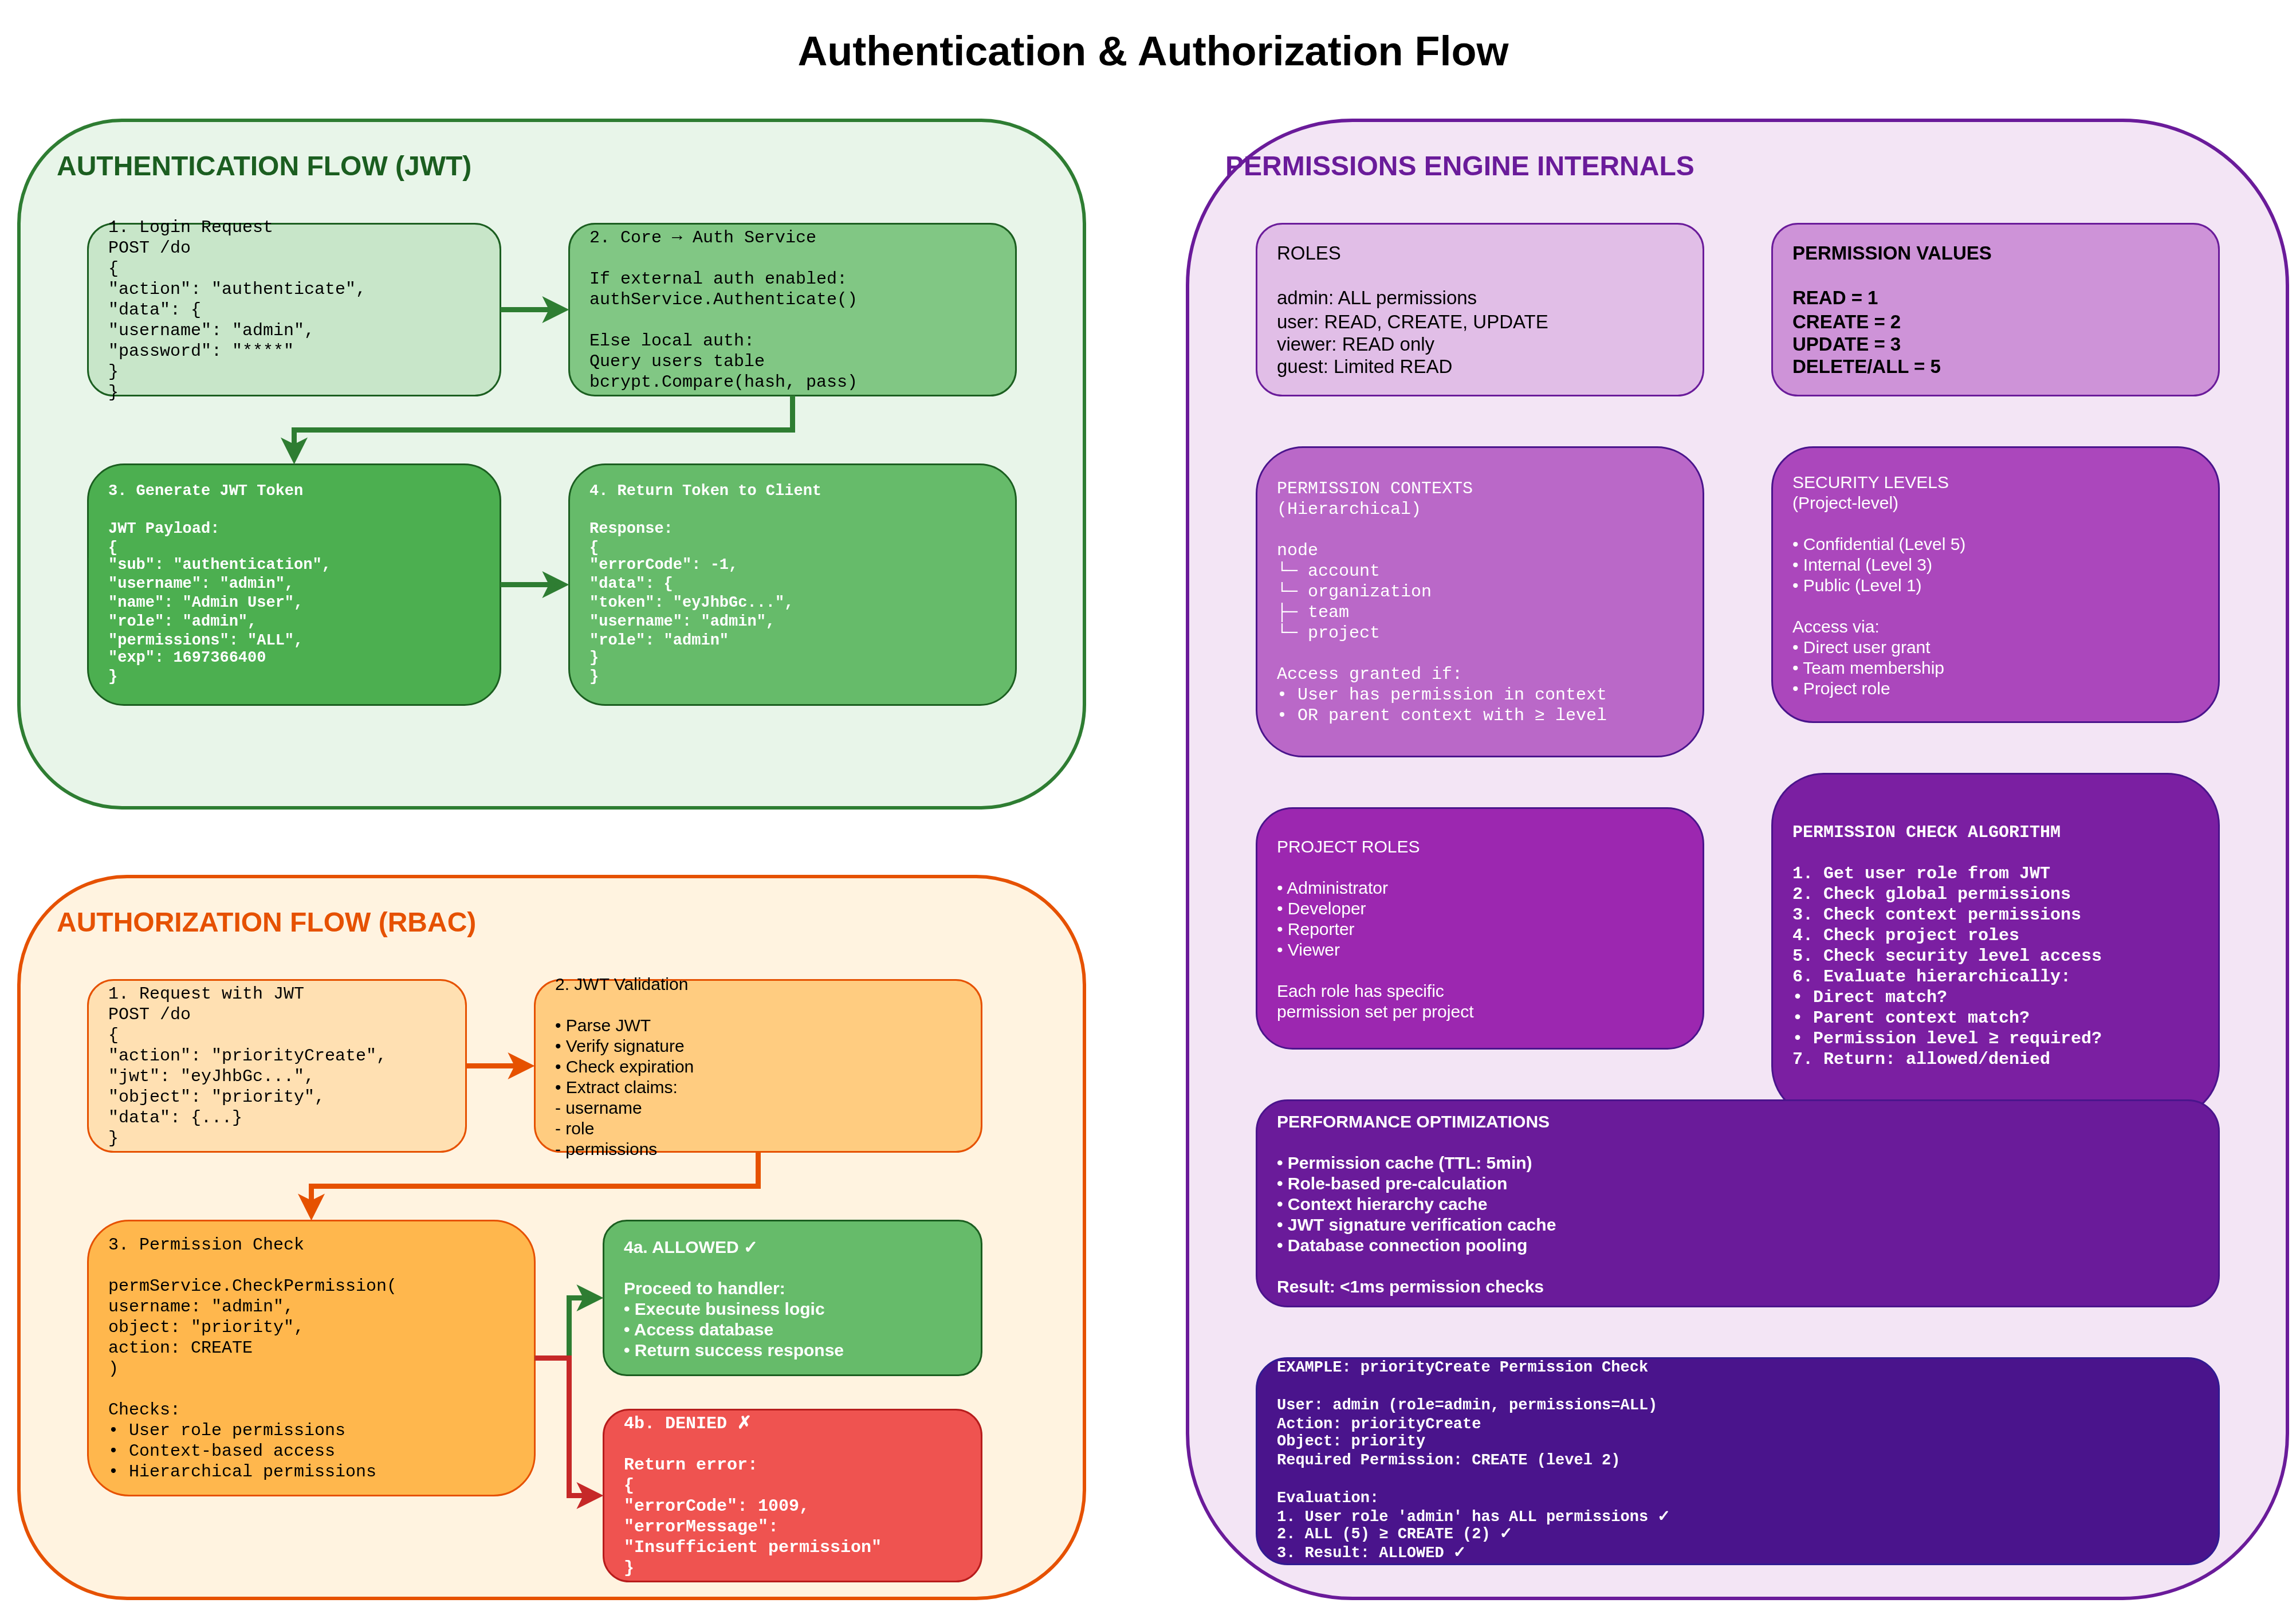 Authentication & Authorization Flow
AUTHENTICATION FLOW (JWT)
1. Login Request
POST /do
{
"action": "authenticate",
"data": {
"username": "admin",
"password": "****"
}
}
2. Core → Auth Service
If external auth enabled:
authService.Authenticate()
Else local auth:
Query users table
bcrypt.Compare(hash, pass)
3. Generate JWT Token
JWT Payload:
{
"sub": "authentication",
"username": "admin",
"name": "Admin User",
"role": "admin",
"permissions": "ALL",
"exp": 1697366400
}
4. Return Token to Client
Response:
{
"errorCode": -1,
"data": {
"token": "eyJhbGc...",
"username": "admin",
"role": "admin"
}
}
AUTHORIZATION FLOW (RBAC)
1. Request with JWT
POST /do
{
"action": "priorityCreate",
"jwt": "eyJhbGc...",
"object": "priority",
"data": {...}
}
2. JWT Validation
• Parse JWT
• Verify signature
• Check expiration
• Extract claims:
- username
- role
- permissions
3. Permission Check
permService.CheckPermission(
username: "admin",
object: "priority",
action: CREATE
)
Checks:
• User role permissions
• Context-based access
• Hierarchical permissions
4a. ALLOWED ✓
Proceed to handler:
• Execute business logic
• Access database
• Return success response
4b. DENIED ✗
Return error:
{
"errorCode": 1009,
"errorMessage":
"Insufficient permission"
}
PERMISSIONS ENGINE INTERNALS
ROLES
admin: ALL permissions
user: READ, CREATE, UPDATE
viewer: READ only
guest: Limited READ
PERMISSION VALUES
READ = 1
CREATE = 2
UPDATE = 3
DELETE/ALL = 5
PERMISSION CONTEXTS
(Hierarchical)
node
└─ account
└─ organization
├─ team
└─ project
Access granted if:
• User has permission in context
• OR parent context with ≥ level
SECURITY LEVELS
(Project-level)
• Confidential (Level 5)
• Internal (Level 3)
• Public (Level 1)
Access via:
• Direct user grant
• Team membership
• Project role
PROJECT ROLES
• Administrator
• Developer
• Reporter
• Viewer
Each role has specific
permission set per project
PERMISSION CHECK ALGORITHM
1. Get user role from JWT
2. Check global permissions
3. Check context permissions
4. Check project roles
5. Check security level access
6. Evaluate hierarchically:
• Direct match?
• Parent context match?
• Permission level ≥ required?
7. Return: allowed/denied
PERFORMANCE OPTIMIZATIONS
• Permission cache (TTL: 5min)
• Role-based pre-calculation
• Context hierarchy cache
• JWT signature verification cache
• Database connection pooling
Result: <1ms permission checks
EXAMPLE: priorityCreate Permission Check
User: admin (role=admin, permissions=ALL)
Action: priorityCreate
Object: priority
Required Permission: CREATE (level 2)
Evaluation:
1. User role 'admin' has ALL permissions ✓
2. ALL (5) ≥ CREATE (2) ✓
3. Result: ALLOWED ✓